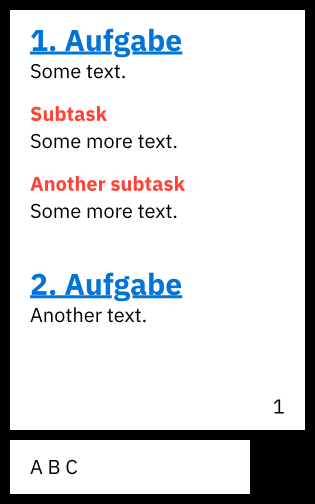 1. Aufgabe
Some text.
Subtask
Some more text.
Another subtask
Some more text.
2. Aufgabe
Another text.
1
A B C